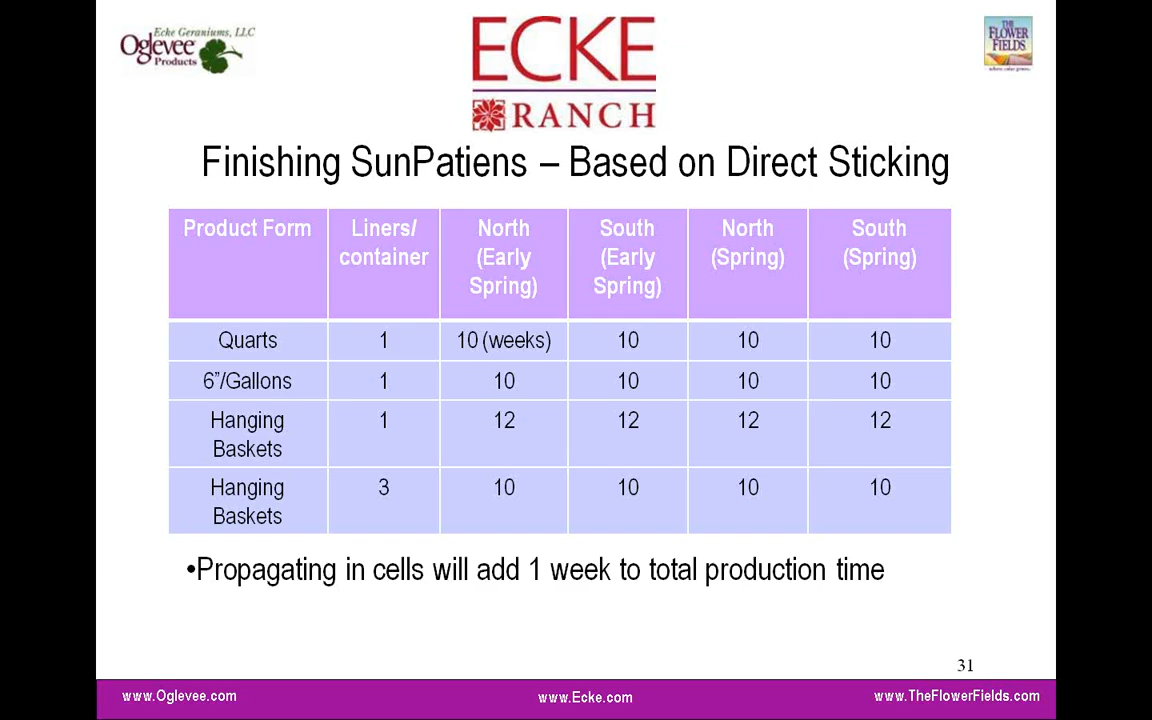 Ecke Geraniums, LLC
Oglevee
Products
ECKE
RANCH
THE
FLOWER
FIELDS
Finishing SunPatiens – Based on Direct Sticking
Product Form Liners/ container North (Early Spring) South (Early Spring) North (Spring) South (Spring)
Quarts 1 10 (weeks) 10 10 10
6”/Gallons 1 10 10 10 10
Hanging Baskets 1 12 12 12 12
Hanging Baskets 3 10 10 10 10
•Propagating in cells will add 1 week to total production time
31
www.Oglevee.com www.Ecke.com www.TheFlowerFields.com